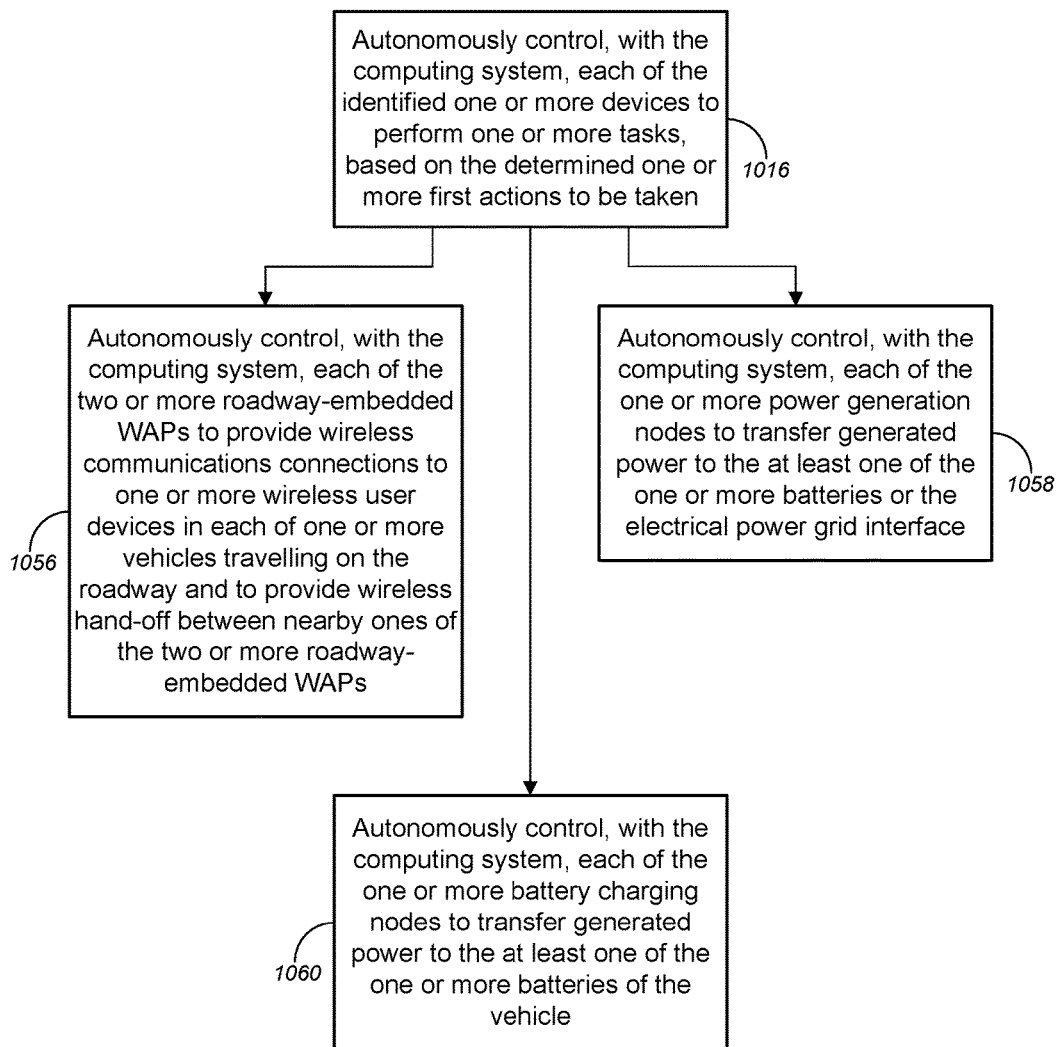 Autonomously control, with the
computing system, each of the
identified one or more devices to
perform one or more tasks,
based on the determined one or
more first actions to be taken
1016
Autonomously control, with the
computing system, each of the
two or more roadway-embedded
WAPs to provide wireless
communications connections to
one or more wireless user
devices in each of one or more
vehicles travelling on the
roadway and to provide wireless
hand-off between nearby ones of
the two or more roadway-
embedded WAPs
1056
Autonomously control, with the
computing system, each of the
one or more power generation
nodes to transfer generated
power to the at least one of the
one or more batteries or the
electrical power grid interface
1058
Autonomously control, with the
computing system, each of the
one or more battery charging
nodes to transfer generated
power to the at least one of the
one or more batteries of the
vehicle
1060